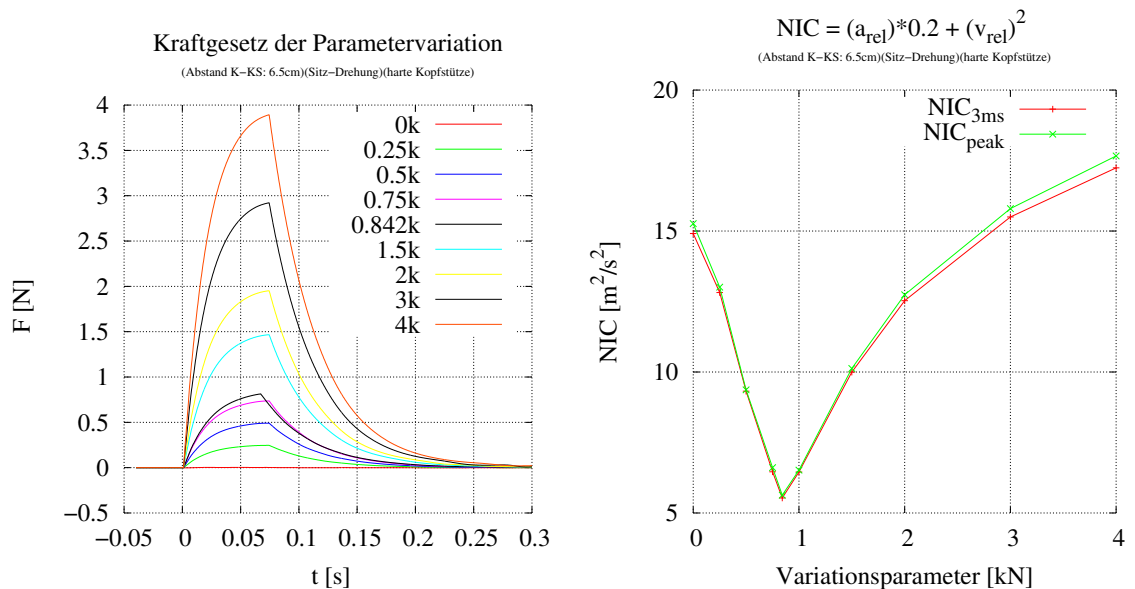 Kraftgesetz der Parametervariation
(Abstand K−KS: 6.5cm)(Sitz−Drehung)(harte Kopfstütze)
4
3.5
3
2.5
2
1.5
1
0.5
0
−0.5
F [N]
0k
0.25k
0.5k
0.75k
0.842k
1.5k
2k
3k
4k
−0.05 0 0.05 0.1 0.15 0.2 0.25 0.3
t [s]
NIC = (a_rel)*0.2 + (v_rel)²
(Abstand K−KS: 6.5cm)(Sitz−Drehung)(harte Kopfstütze)
20
15
10
5
NIC [m²/s²]
NIC_3ms
NIC_peak
0 1 2 3 4
Variationsparameter [kN]